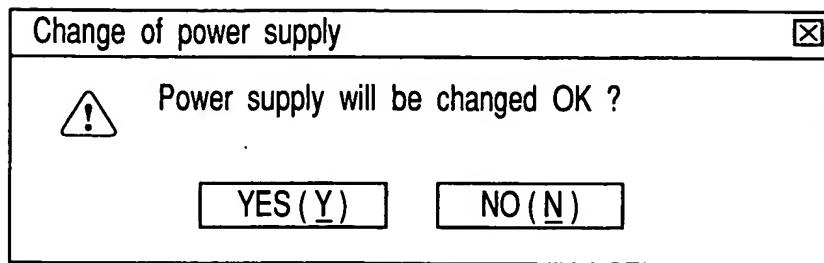 Change of power supply
Power supply will be changed OK ?
YES ( Y ) NO ( N )